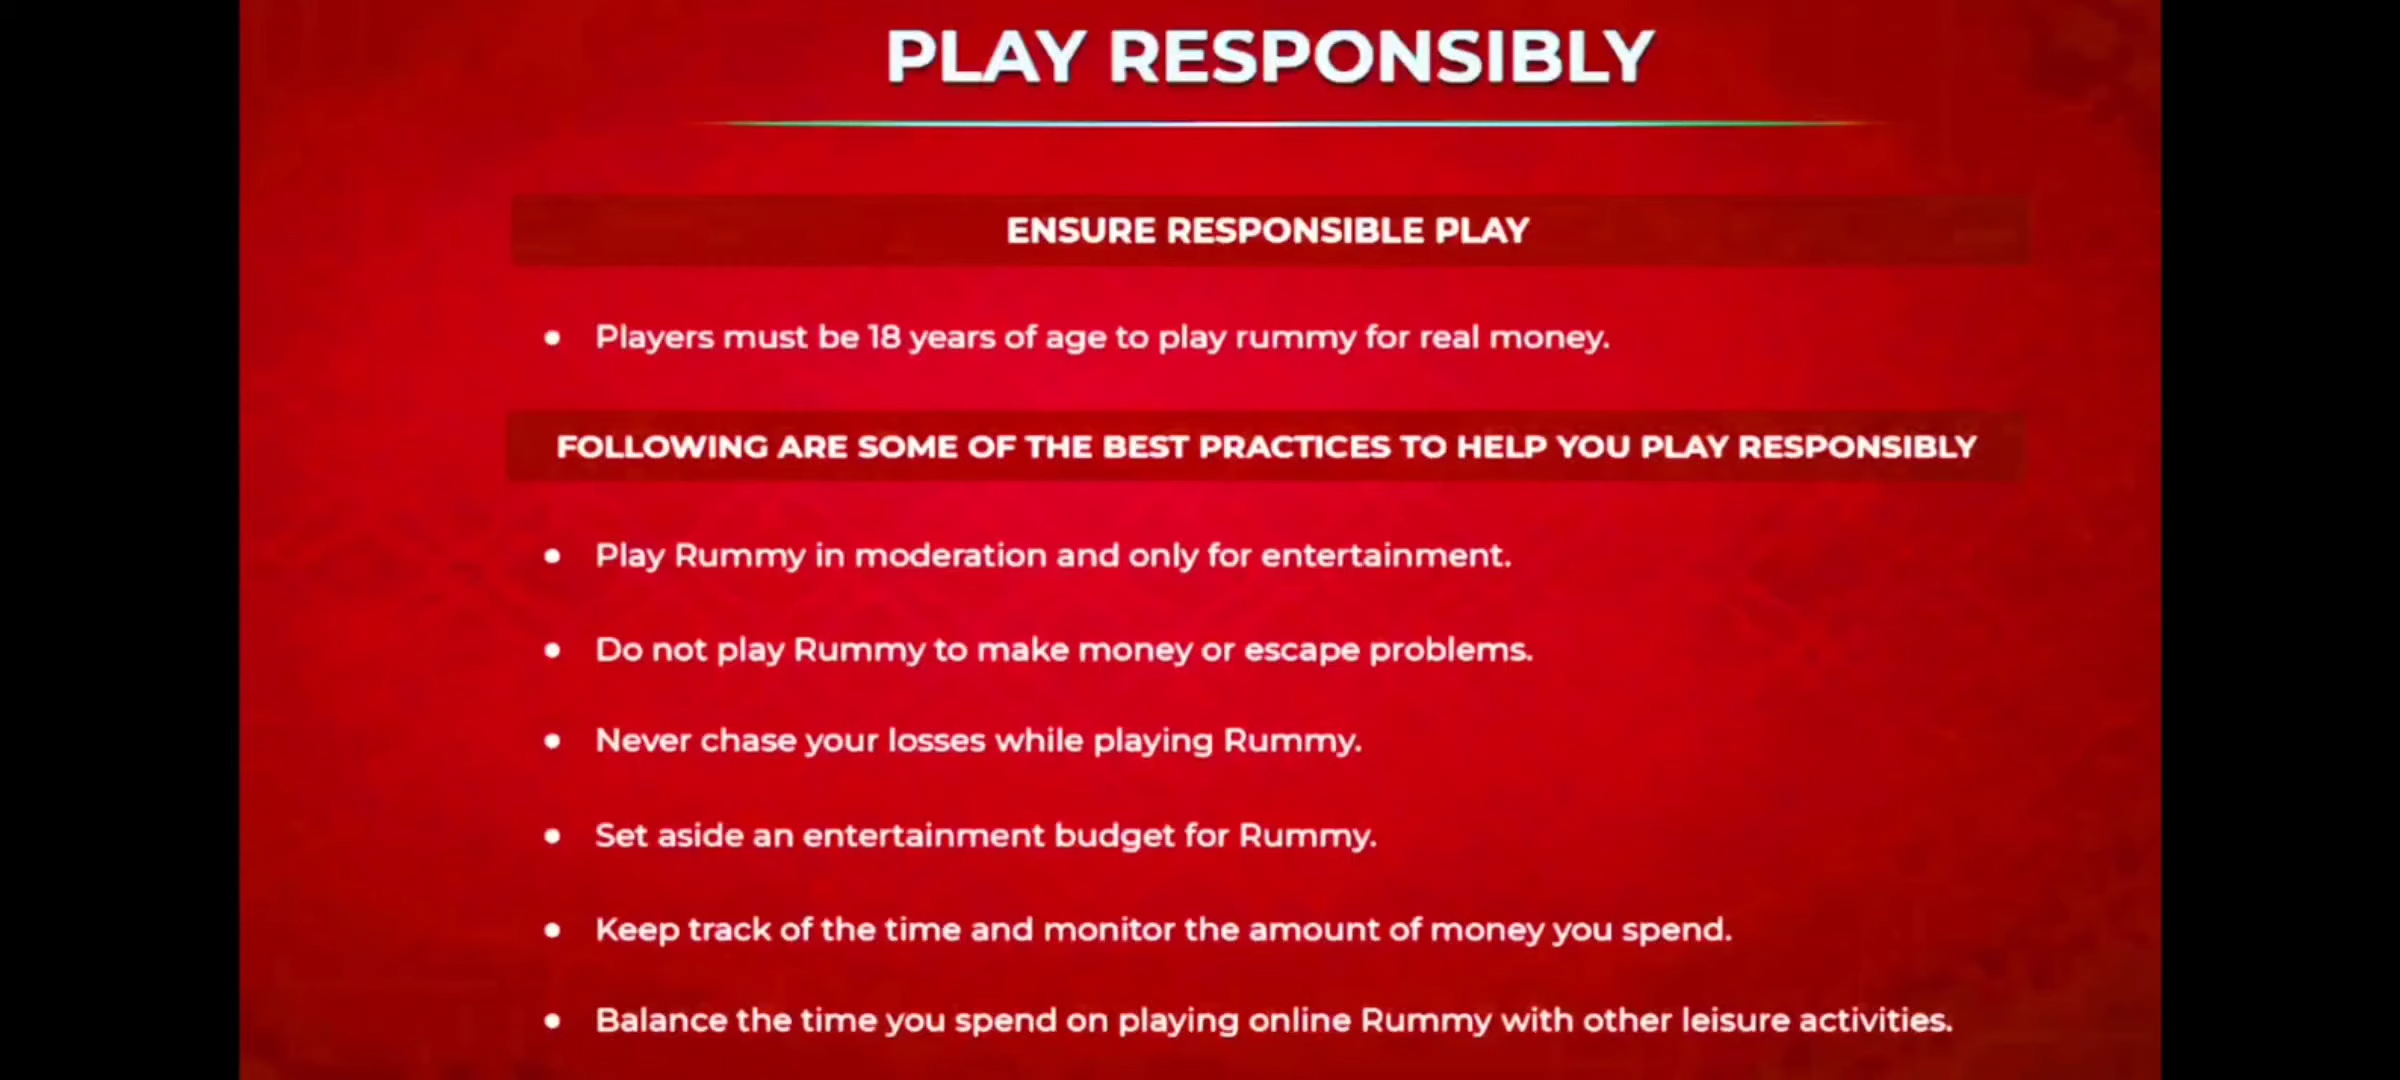 PLAY RESPONSIBLY
ENSURE RESPONSIBLE PLAY
• Players must be 18 years of age to play rummy for real money.
FOLLOWING ARE SOME OF THE BEST PRACTICES TO HELP YOU PLAY RESPONSIBLY
• Play Rummy in moderation and only for entertainment.
• Do not play Rummy to make money or escape problems.
• Never chase your losses while playing Rummy.
• Set aside an entertainment budget for Rummy.
• Keep track of the time and monitor the amount of money you spend.
• Balance the time you spend on playing online Rummy with other leisure activities.